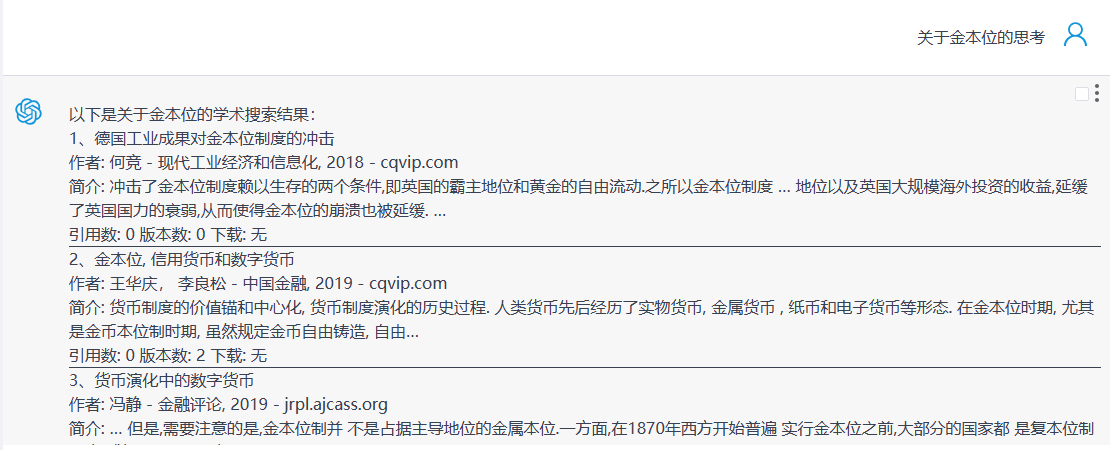 关于金本位的思考
以下是关于金本位的学术搜索结果：
1、德国工业成果对金本位制度的冲击
作者: 何竞 - 现代工业经济和信息化, 2018 - cqvip.com
简介: 冲击了金本位制度赖以生存的两个条件,即英国的霸主地位和黄金的自由流动.之所以金本位制度 … 地位以及英国大规模海外投资的收益,延缓
了英国国力的衰弱,从而使得金本位的崩溃也被延缓. …
引用数: 0 版本数: 0 下载: 无
2、金本位, 信用货币和数字货币
作者: 王华庆， 李良松 - 中国金融, 2019 - cqvip.com
简介: 货币制度的价值锚和中心化, 货币制度演化的历史过程. 人类货币先后经历了实物货币, 金属货币 , 纸币和电子货币等形态. 在金本位时期, 尤其
是金币本位制时期, 虽然规定金币自由铸造, 自由…
引用数: 0 版本数: 2 下载: 无
3、货币演化中的数字货币
作者: 冯静 - 金融评论, 2019 - jrpl.ajcass.org
简介: … 但是,需要注意的是,金本位制并 不是占据主导地位的金属本位.一方面,在1870年西方开始普遍 实行金本位之前,大部分的国家都 是复本位制